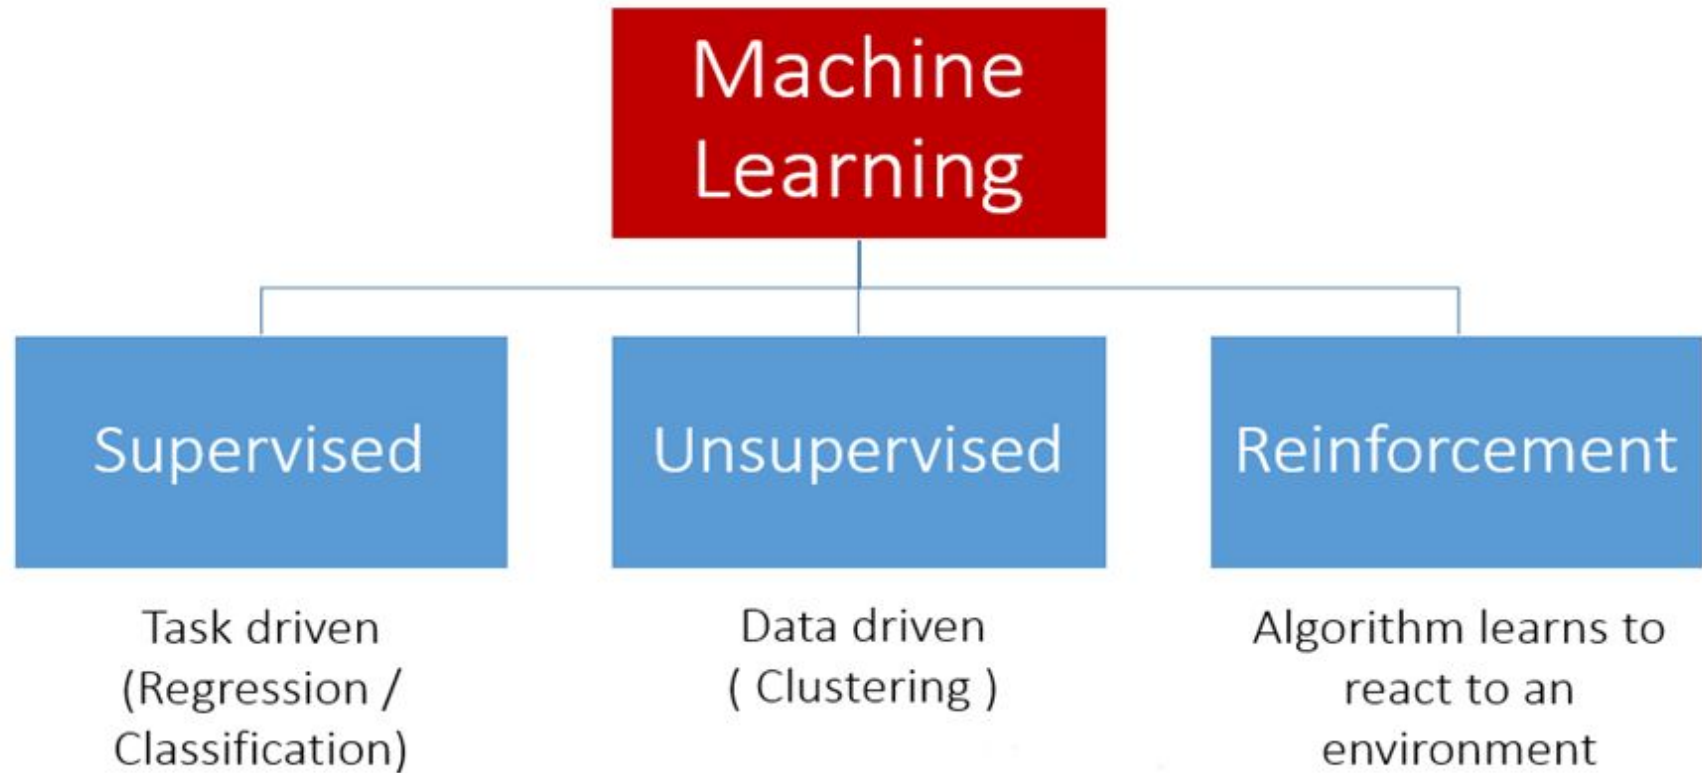 Machine
Learning
Supervised
Unsupervised
Reinforcement
Task driven
(Regression /
Classification)
Data driven
( Clustering )
Algorithm learns to
react to an
environment